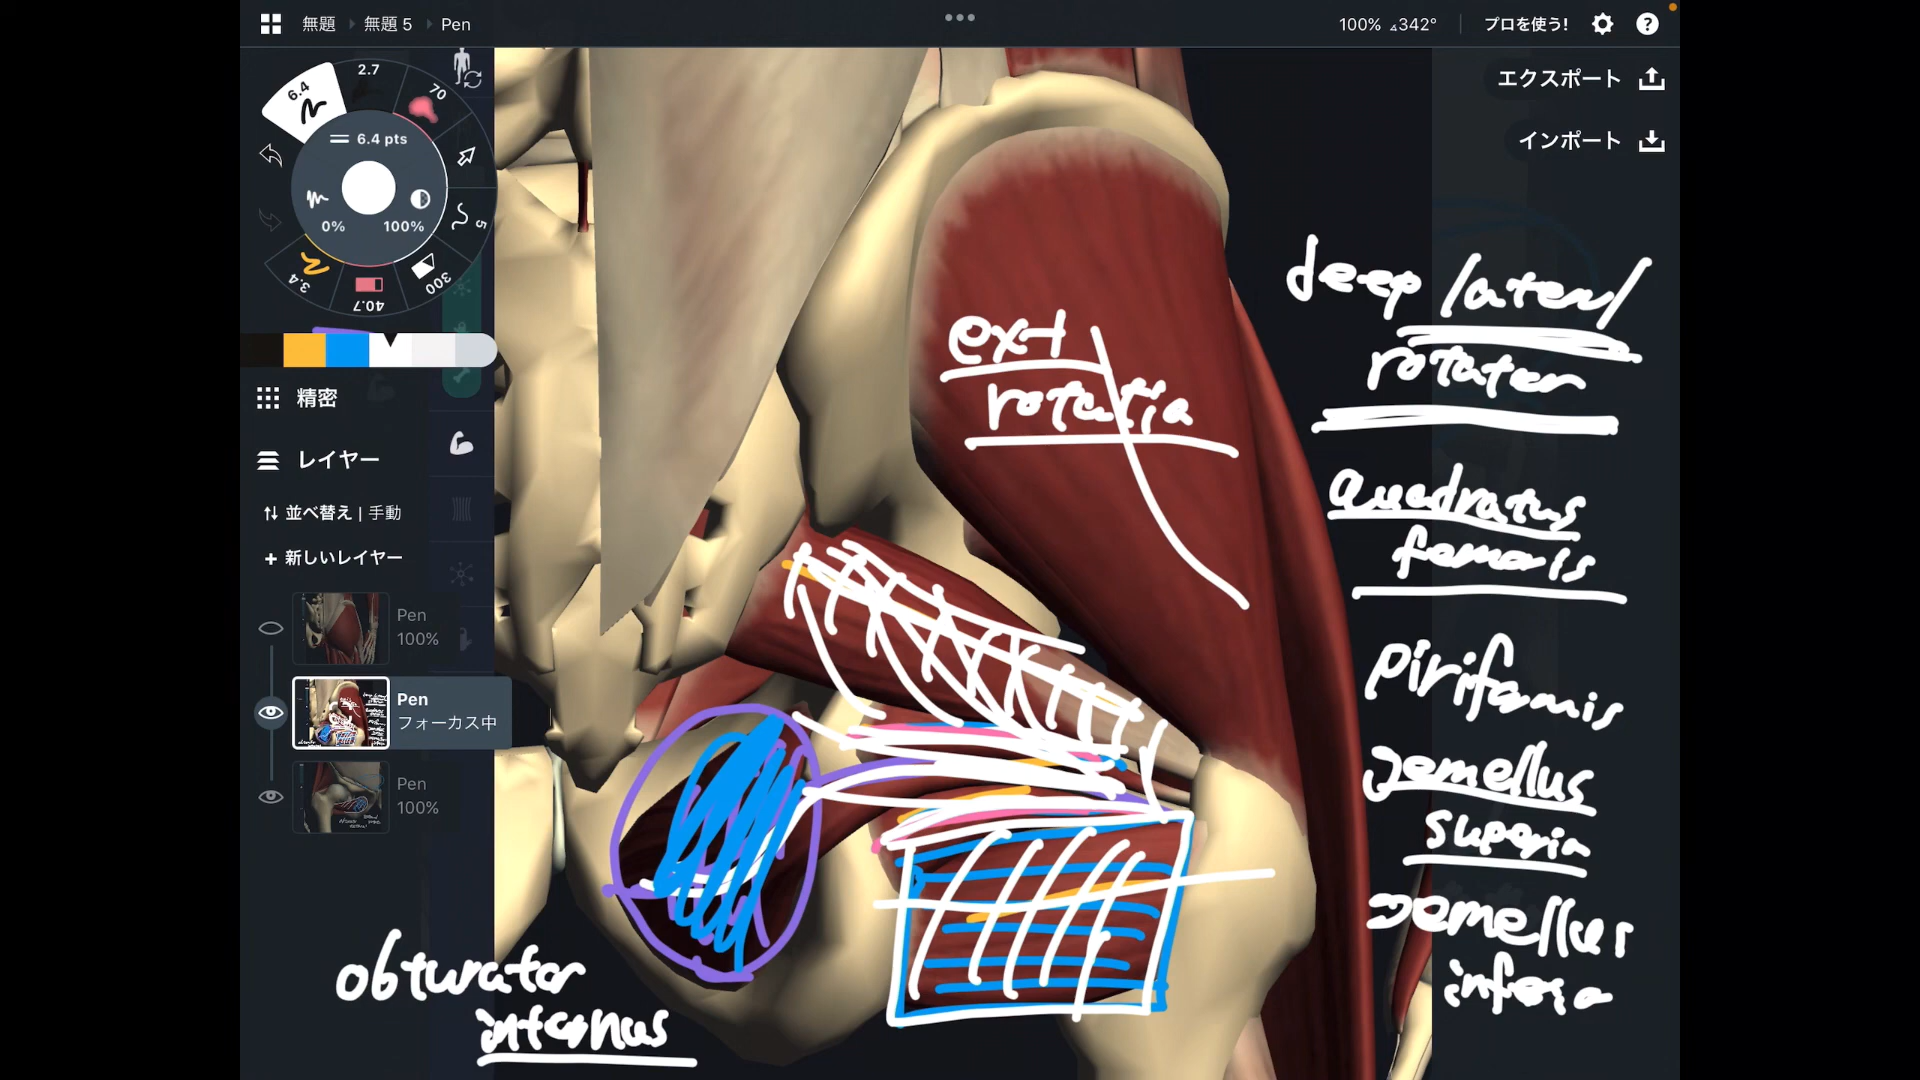 無題 無題 5 Pen
100% 342° プロを使う!
エクスポート
インポート
2.7
6.4
70
6.4 pts
5
0% 100%
3.4
40.7
300
精密
レイヤー
並べ替え | 手動
+ 新しいレイヤー
Pen
100%
Pen
フォーカス中
Pen
100%
ext
rotatia
deep lateral
rotater
Quadratus
femoris
piriformis
gemellus
superia
gemellus
inferia
obturator
internus